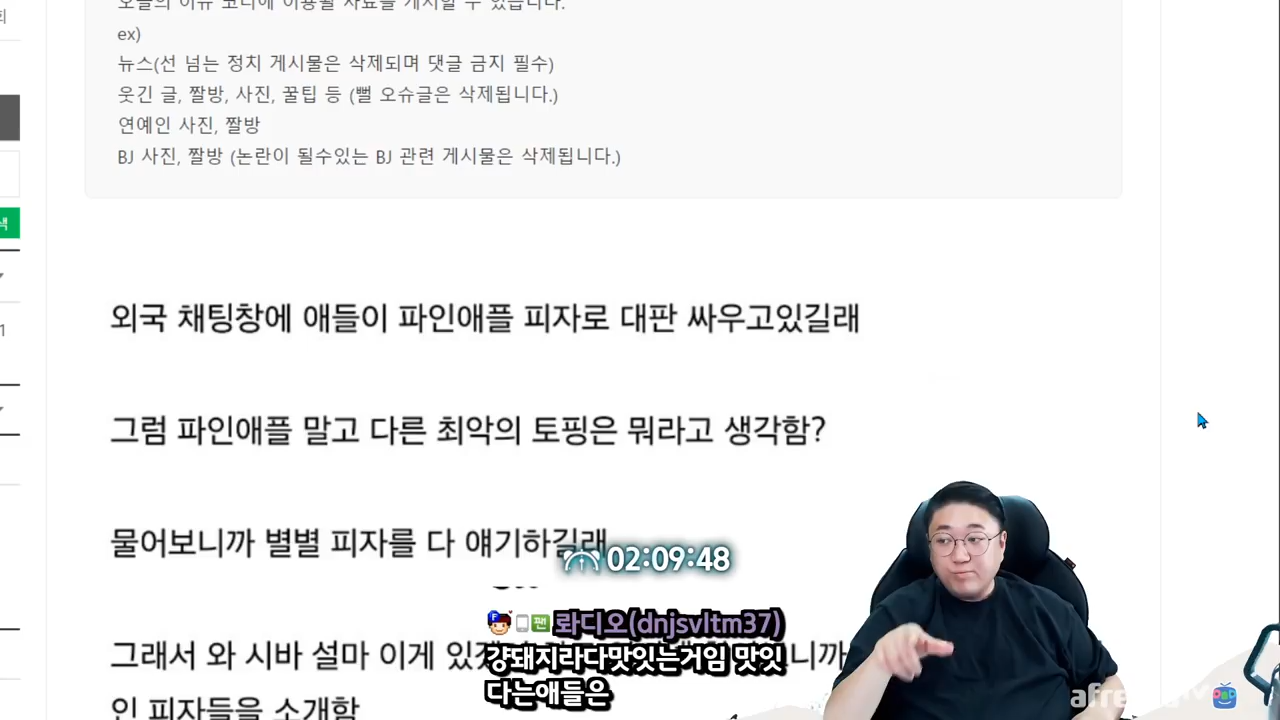 오늘의 이슈 코너에 이용될 자료를 게시할 수 있습니다.
ex)
뉴스(선 넘는 정치 게시물은 삭제되며 댓글 금지 필수)
웃긴 글, 짤방, 사진, 꿀팁 등 (뻘 오슈글은 삭제됩니다.)
연예인 사진, 짤방
BJ 사진, 짤방 (논란이 될수있는 BJ 관련 게시물은 삭제됩니다.)
외국 채팅창에 애들이 파인애플 피자로 대판 싸우고있길래
그럼 파인애플 말고 다른 최악의 토핑은 뭐라고 생각함?
물어보니까 별별 피자를 다 얘기하길래
02:09:48
팬 롸디오(dnjsvltm37)
걍돼지라다맛잇는거임 맛잇
다는애들은
그래서 와 시바 설마 이게 있
인 피자들을 소개함